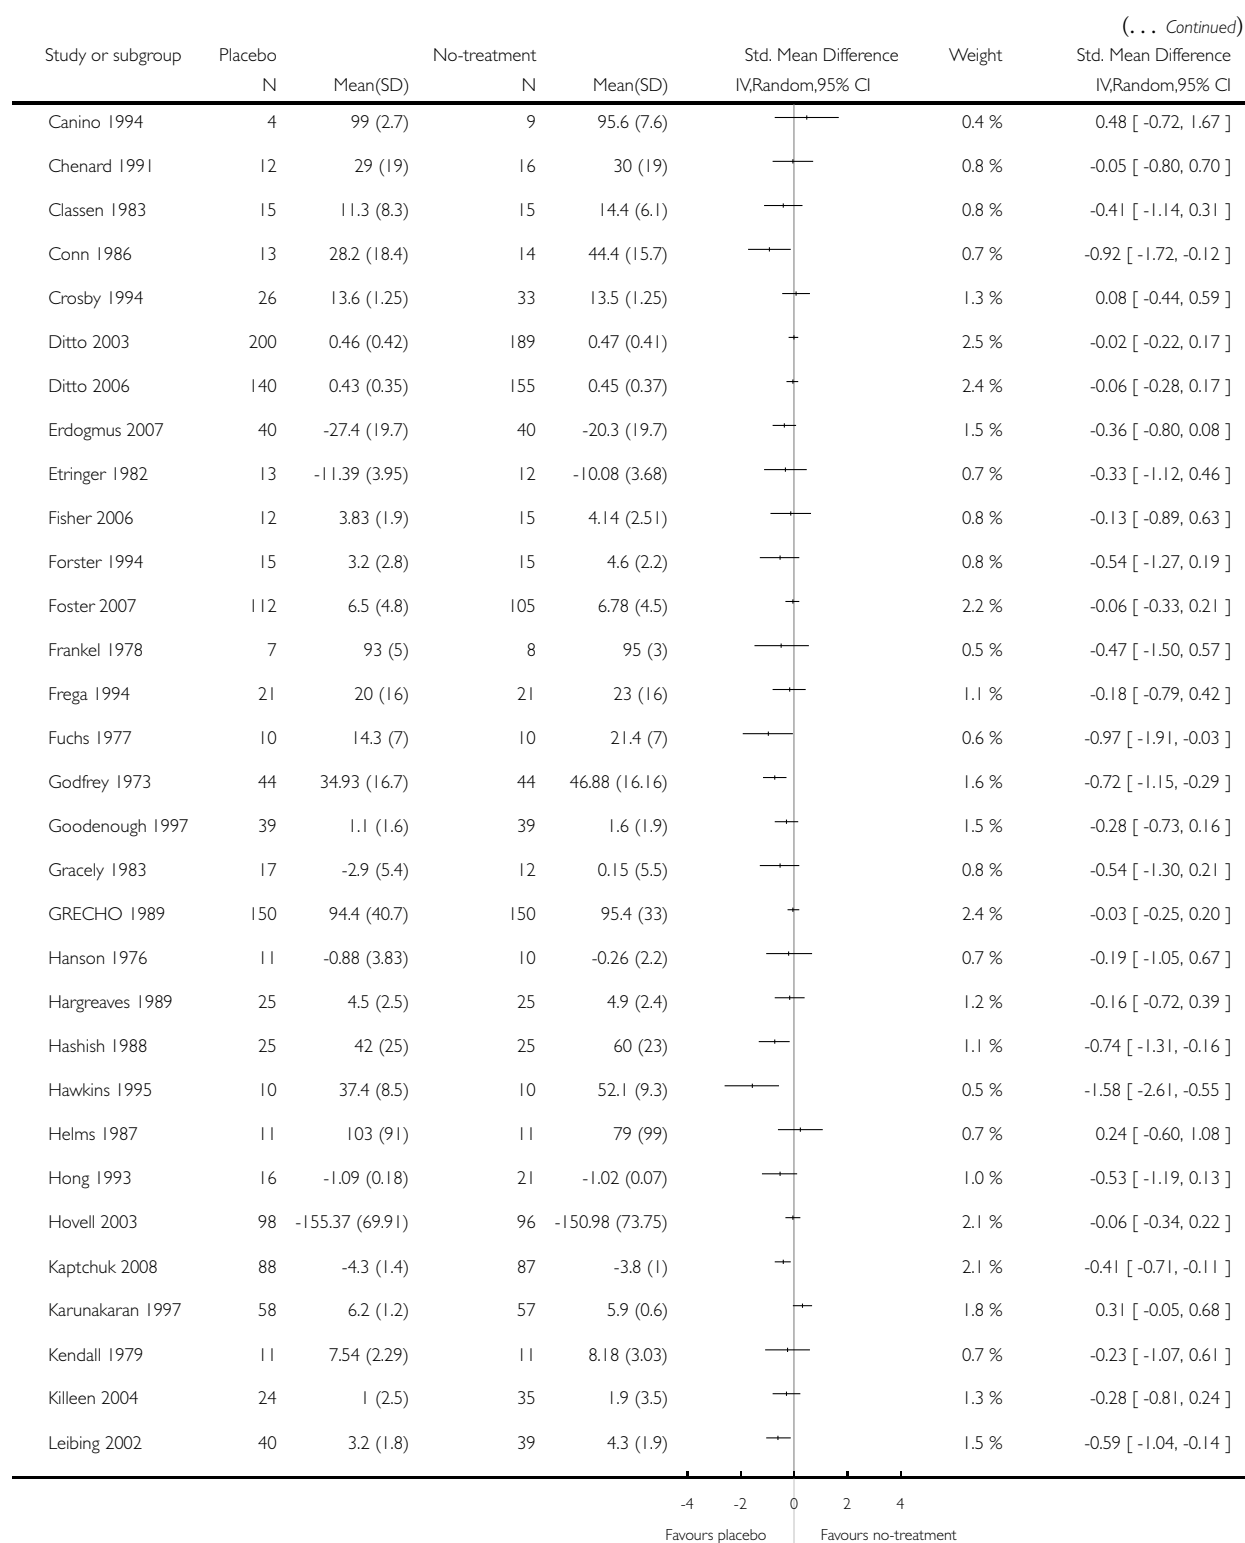 (... Continued)
Study or subgroup Placebo No-treatment Std. Mean Difference Weight Std. Mean Difference
N Mean(SD) N Mean(SD) IV,Random,95% CI IV,Random,95% CI
Canino 1994 4 99 (2.7) 9 95.6 (7.6) 0.4 % 0.48 [ -0.72, 1.67 ]
Chenard 1991 12 29 (19) 16 30 (19) 0.8 % -0.05 [ -0.80, 0.70 ]
Classen 1983 15 11.3 (8.3) 15 14.4 (6.1) 0.8 % -0.41 [ -1.14, 0.31 ]
Conn 1986 13 28.2 (18.4) 14 44.4 (15.7) 0.7 % -0.92 [ -1.72, -0.12 ]
Crosby 1994 26 13.6 (1.25) 33 13.5 (1.25) 1.3 % 0.08 [ -0.44, 0.59 ]
Ditto 2003 200 0.46 (0.42) 189 0.47 (0.41) 2.5 % -0.02 [ -0.22, 0.17 ]
Ditto 2006 140 0.43 (0.35) 155 0.45 (0.37) 2.4 % -0.06 [ -0.28, 0.17 ]
Erdogmus 2007 40 -27.4 (19.7) 40 -20.3 (19.7) 1.5 % -0.36 [ -0.80, 0.08 ]
Etringer 1982 13 -11.39 (3.95) 12 -10.08 (3.68) 0.7 % -0.33 [ -1.12, 0.46 ]
Fisher 2006 12 3.83 (1.9) 15 4.14 (2.51) 0.8 % -0.13 [ -0.89, 0.63 ]
Forster 1994 15 3.2 (2.8) 15 4.6 (2.2) 0.8 % -0.54 [ -1.27, 0.19 ]
Foster 2007 112 6.5 (4.8) 105 6.78 (4.5) 2.2 % -0.06 [ -0.33, 0.21 ]
Frankel 1978 7 93 (5) 8 95 (3) 0.5 % -0.47 [ -1.50, 0.57 ]
Frega 1994 21 20 (16) 21 23 (16) 1.1 % -0.18 [ -0.79, 0.42 ]
Fuchs 1977 10 14.3 (7) 10 21.4 (7) 0.6 % -0.97 [ -1.91, -0.03 ]
Godfrey 1973 44 34.93 (16.7) 44 46.88 (16.16) 1.6 % -0.72 [ -1.15, -0.29 ]
Goodenough 1997 39 1.1 (1.6) 39 1.6 (1.9) 1.5 % -0.28 [ -0.73, 0.16 ]
Gracely 1983 17 -2.9 (5.4) 12 0.15 (5.5) 0.8 % -0.54 [ -1.30, 0.21 ]
GRECHO 1989 150 94.4 (40.7) 150 95.4 (33) 2.4 % -0.03 [ -0.25, 0.20 ]
Hanson 1976 11 -0.88 (3.83) 10 -0.26 (2.2) 0.7 % -0.19 [ -1.05, 0.67 ]
Hargreaves 1989 25 4.5 (2.5) 25 4.9 (2.4) 1.2 % -0.16 [ -0.72, 0.39 ]
Hashish 1988 25 42 (25) 25 60 (23) 1.1 % -0.74 [ -1.31, -0.16 ]
Hawkins 1995 10 37.4 (8.5) 10 52.1 (9.3) 0.5 % -1.58 [ -2.61, -0.55 ]
Helms 1987 11 103 (91) 11 79 (99) 0.7 % 0.24 [ -0.60, 1.08 ]
Hong 1993 16 -1.09 (0.18) 21 -1.02 (0.07) 1.0 % -0.53 [ -1.19, 0.13 ]
Hovell 2003 98 -155.37 (69.91) 96 -150.98 (73.75) 2.1 % -0.06 [ -0.34, 0.22 ]
Kaptchuk 2008 88 -4.3 (1.4) 87 -3.8 (1) 2.1 % -0.41 [ -0.71, -0.11 ]
Karunakaran 1997 58 6.2 (1.2) 57 5.9 (0.6) 1.8 % 0.31 [ -0.05, 0.68 ]
Kendall 1979 11 7.54 (2.29) 11 8.18 (3.03) 0.7 % -0.23 [ -1.07, 0.61 ]
Killeen 2004 24 1 (2.5) 35 1.9 (3.5) 1.3 % -0.28 [ -0.81, 0.24 ]
Leibing 2002 40 3.2 (1.8) 39 4.3 (1.9) 1.5 % -0.59 [ -1.04, -0.14 ]
-4 -2 0 2 4
Favours placebo Favours no-treatment